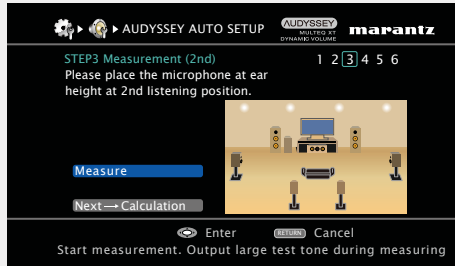 AUDYSSEY AUTO SETUP
AUDYSSEY
MULTEQ XT
DYNAMIC VOLUME
marantz
STEP3 Measurement (2nd)
1 2 3 4 5 6
Please place the microphone at ear
height at 2nd listening position.
Measure
Next→Calculation
Enter RETURN Cancel
Start measurement. Output large test tone during measuring